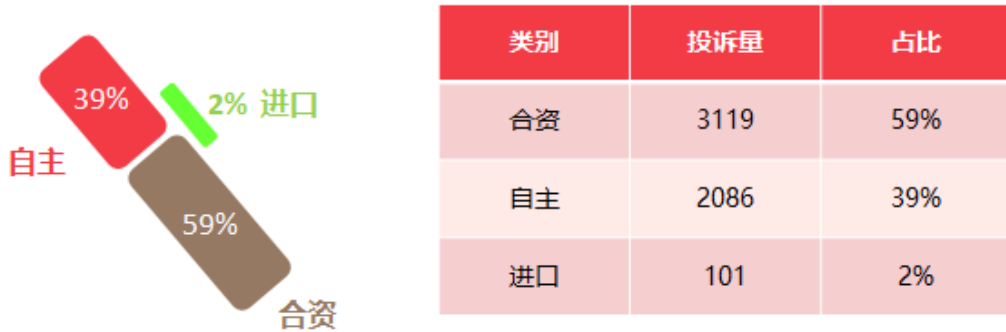 39%
2% 进口
自主
59%
合资
类别 投诉量 占比
合资 3119 59%
自主 2086 39%
进口 101 2%